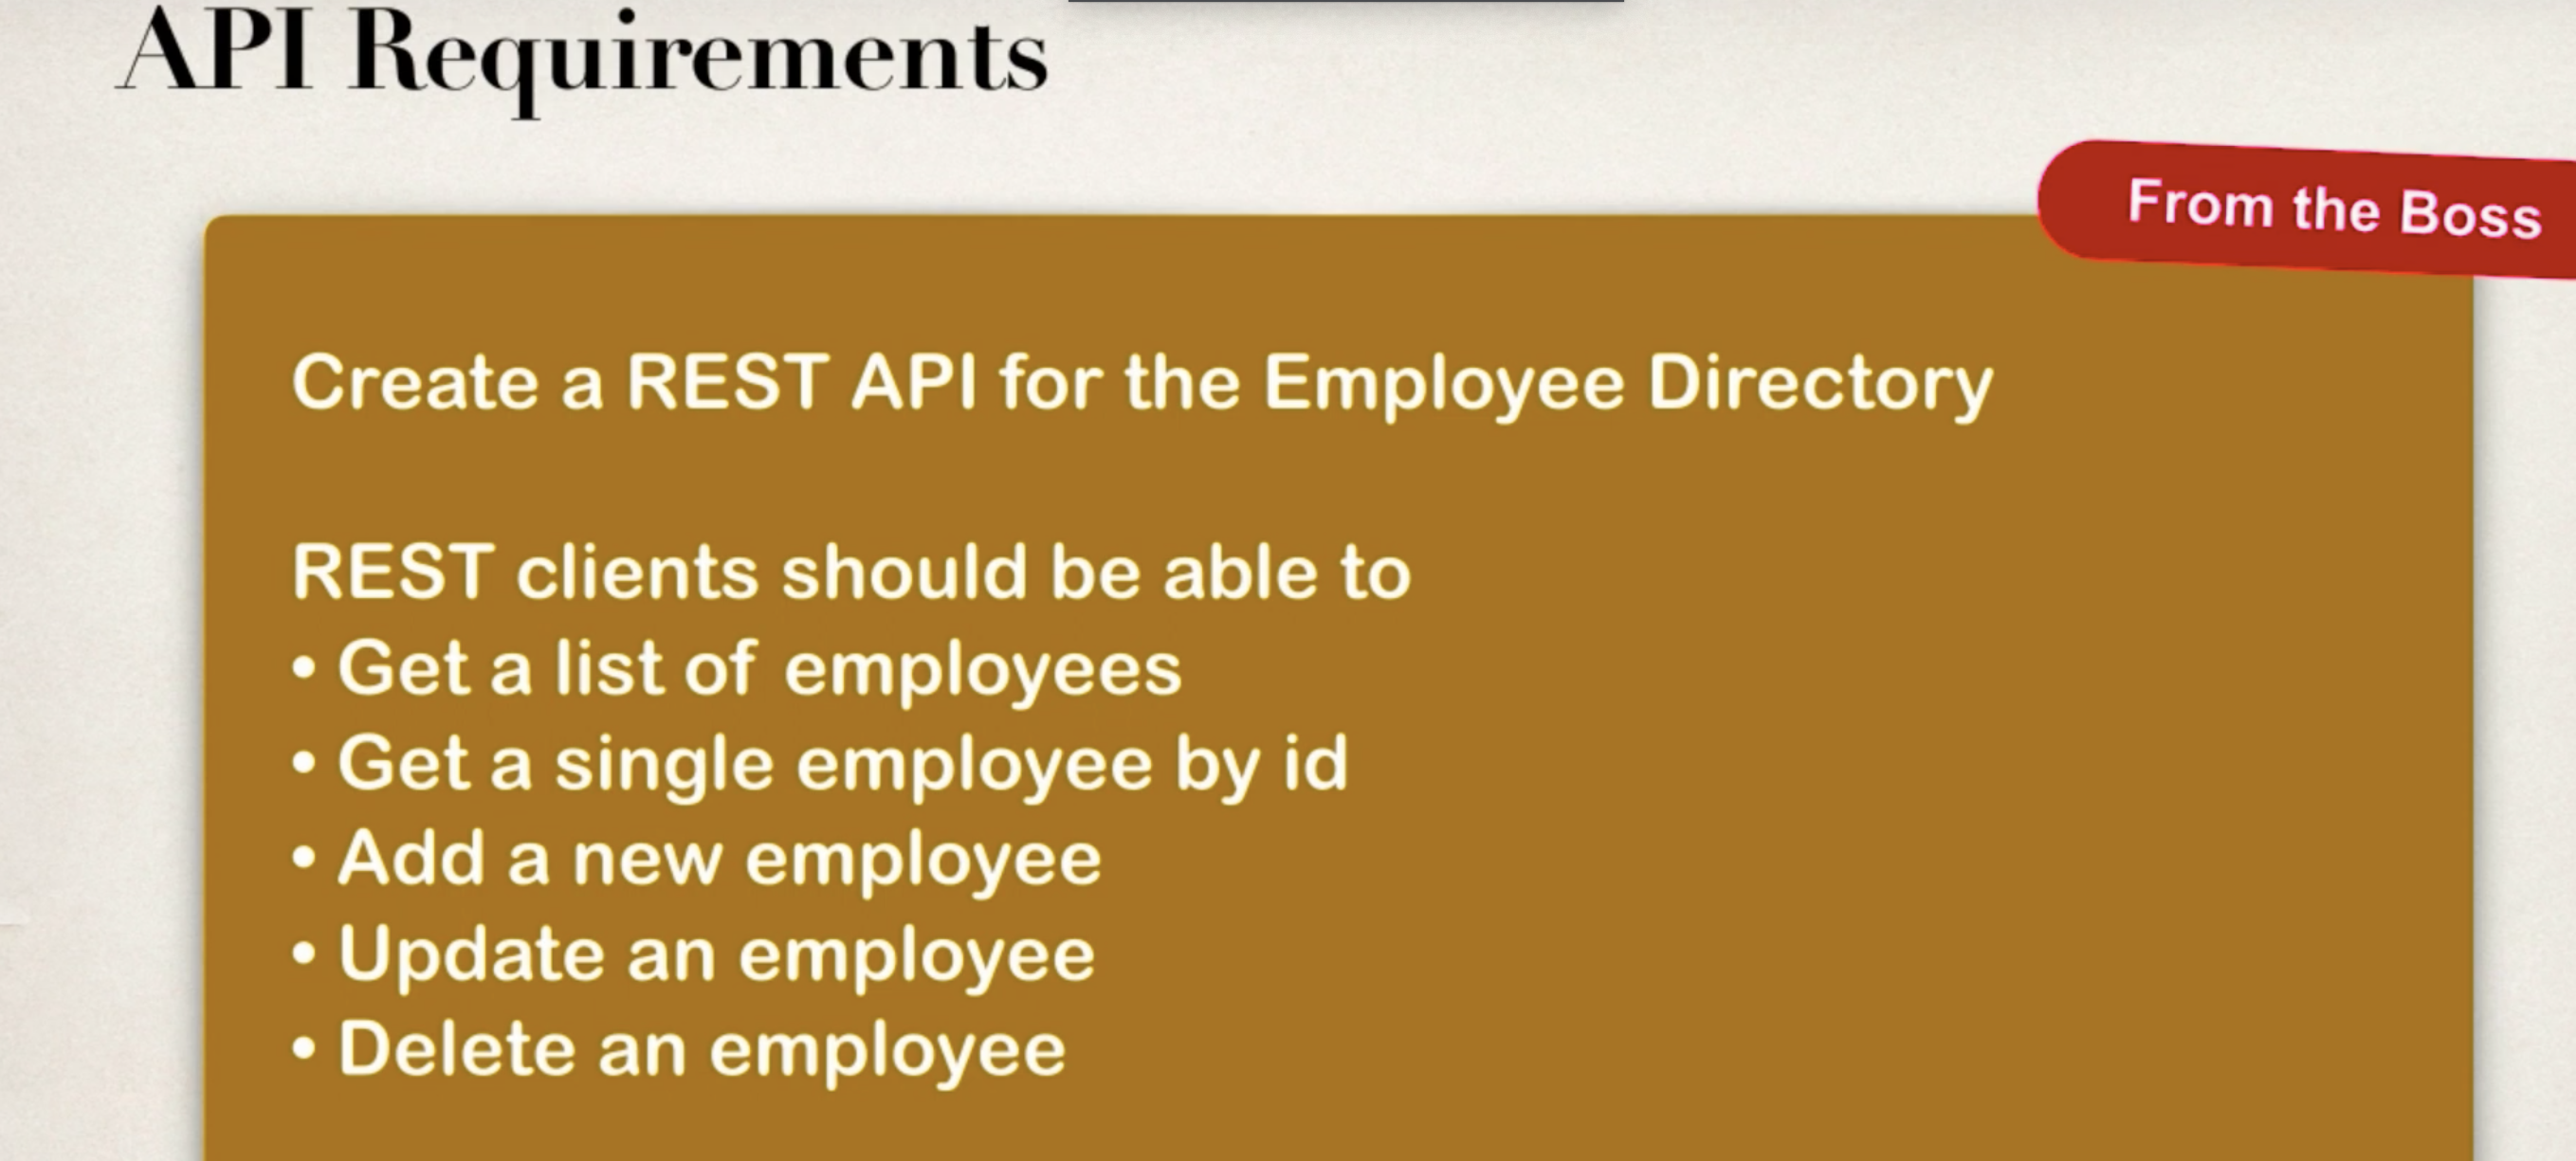 API Requirements
From the Boss
Create a REST API for the Employee Directory
REST clients should be able to
• Get a list of employees
• Get a single employee by id
• Add a new employee
• Update an employee
• Delete an employee